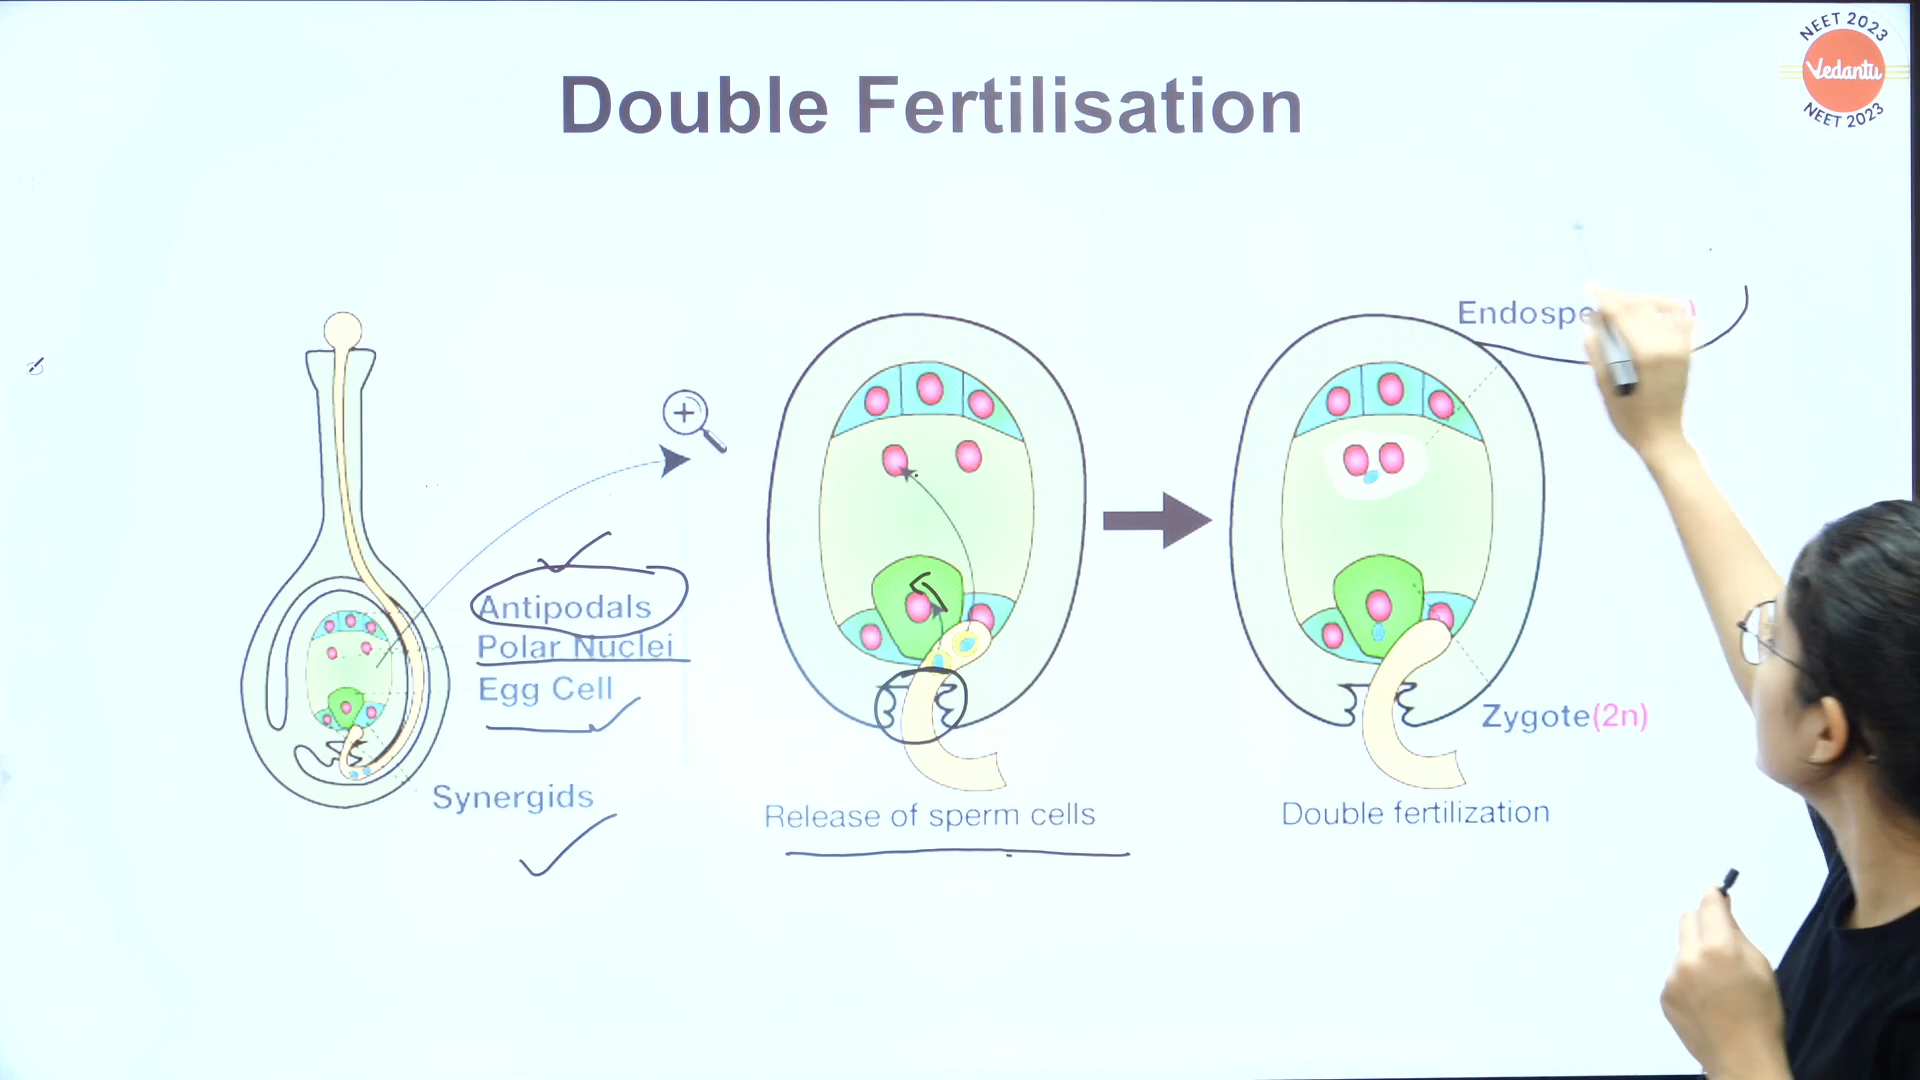 NEET 2023
Vedantu
NEET 2023
Double Fertilisation
Antipodals
Polar Nuclei
Egg Cell
Synergids
Release of sperm cells
Double fertilization
Zygote(2n)